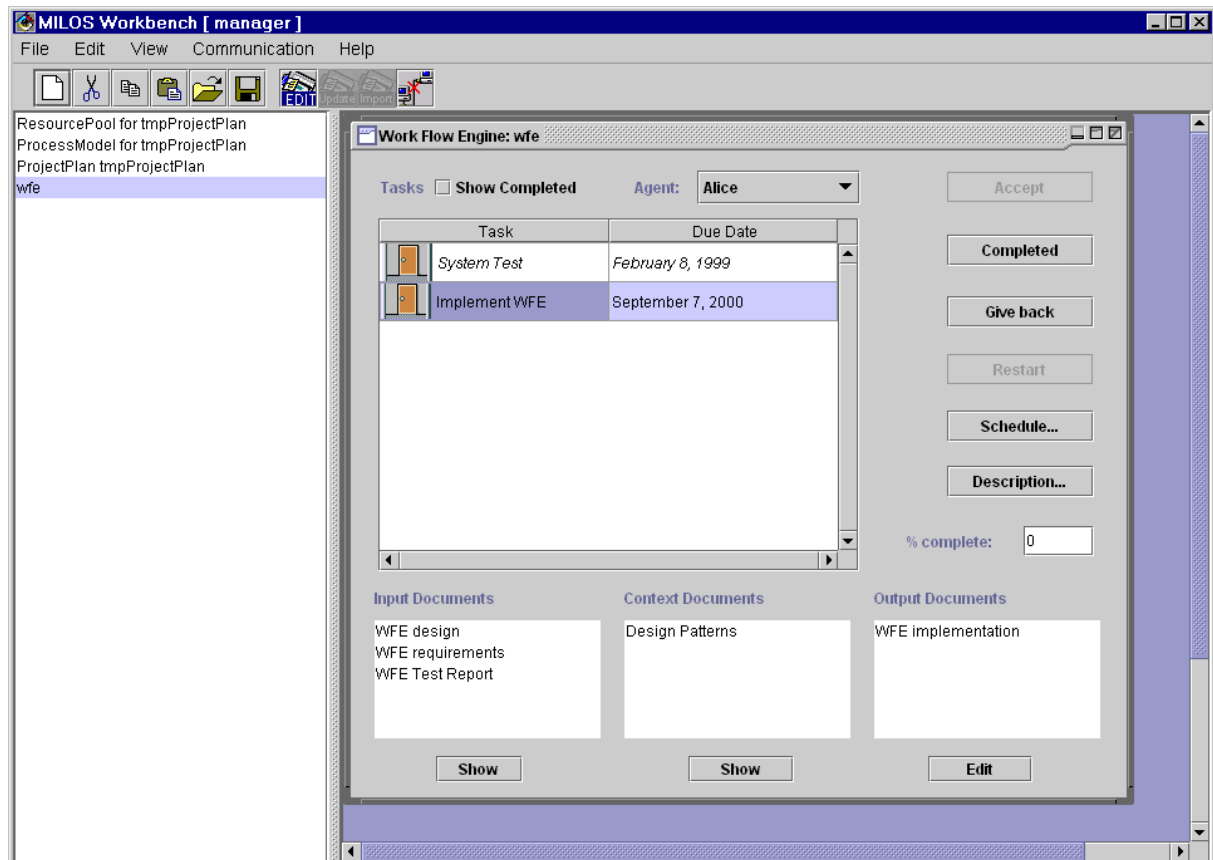 MILOS Workbench [ manager ]
File Edit View Communication Help
EDIT Update Import
ResourcePool for tmpProjectPlan
ProcessModel for tmpProjectPlan
ProjectPlan tmpProjectPlan
wfe
Work Flow Engine: wfe
Tasks Show Completed Agent: Alice Accept
Task Due Date
System Test February 8, 1999
Implement WFE September 7, 2000
Completed
Give back
Restart
Schedule...
Description...
% complete: 0
Input Documents Context Documents Output Documents
WFE design Design Patterns WFE implementation
WFE requirements
WFE Test Report
Show Show Edit